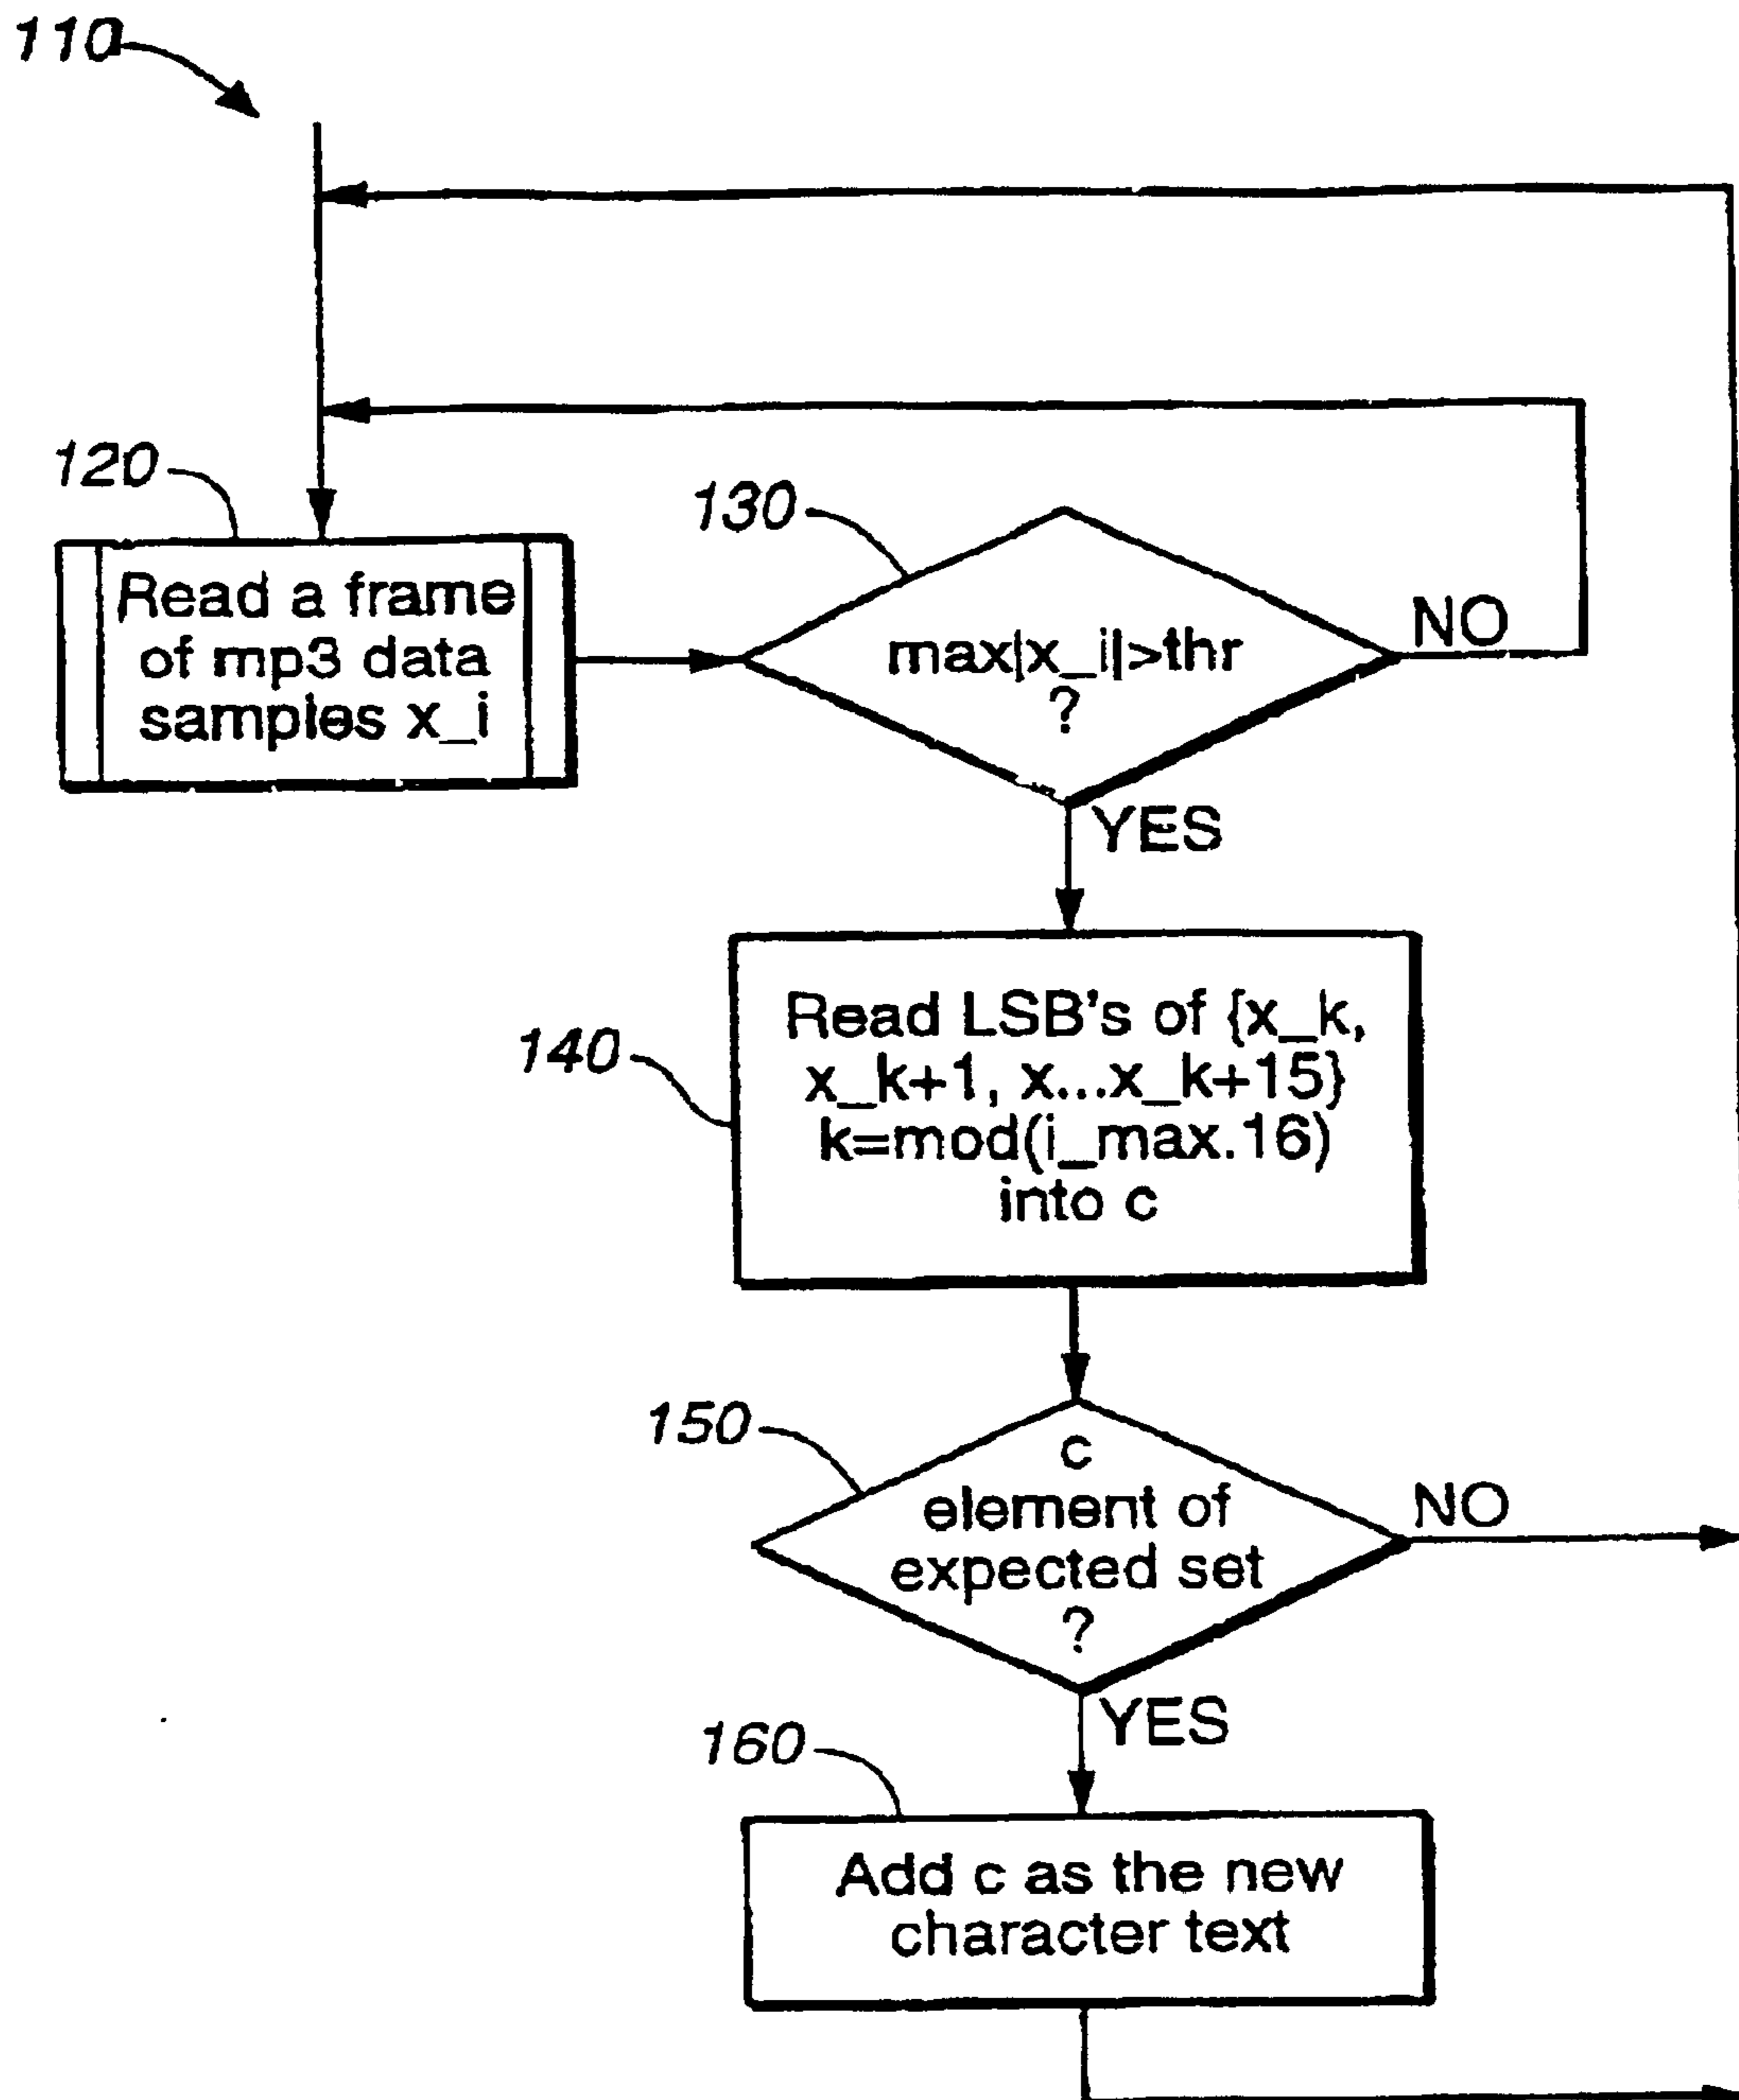 110
120
Read a frame
of mp3 data
samples x_i
130
max|x_i|>thr
?
NO
YES
140
Read LSB's of {x_k,
x_k+1, x...x_k+15}
k=mod(i_max.16)
into c
150
c
element of
expected set
?
NO
YES
160
Add c as the new
character text